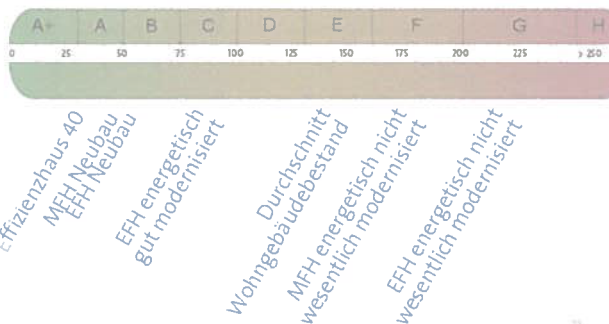 A+ A B C D E F G H
0 25 50 75 100 125 150 175 200 225 > 250
Effizienzhaus 40
MFH Neubau
EFH Neubau
EFH energetisch
gut modernisiert
Durchschnitt
Wohngebäudebestand
MFH energetisch nicht
wesentlich modernisiert
EFH energetisch nicht
wesentlich modernisiert